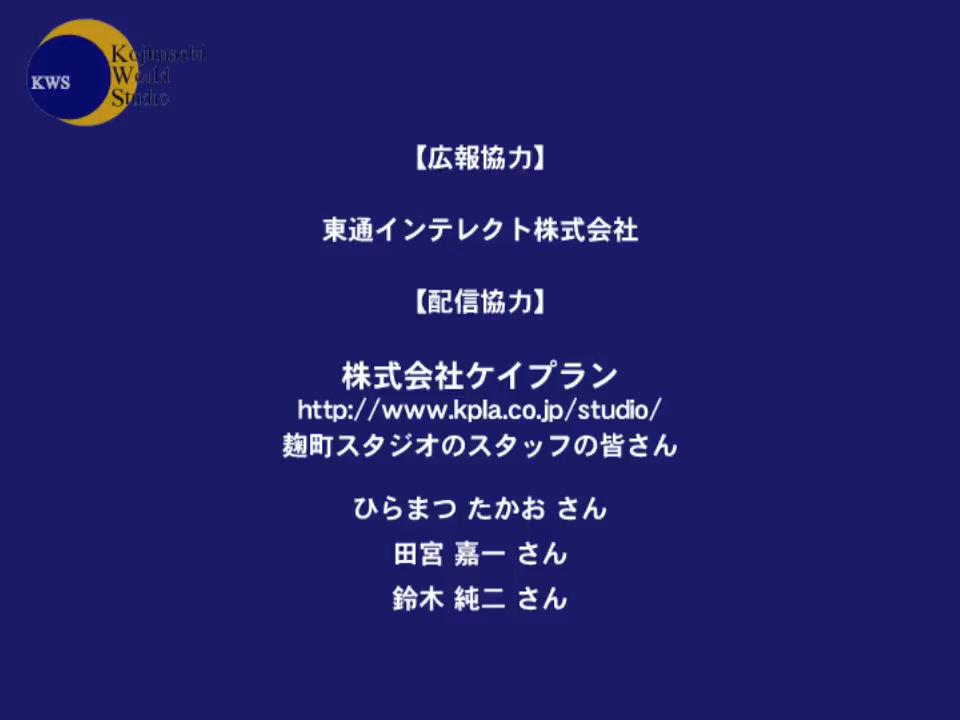 KWS
Kojimachi
World
Studio
【広報協力】
東通インテレクト株式会社
【配信協力】
株式会社ケイプラン
http://www.kpla.co.jp/studio/
麹町スタジオのスタッフの皆さん
ひらまつ たかお さん
田宮 嘉一 さん
鈴木 純二 さん